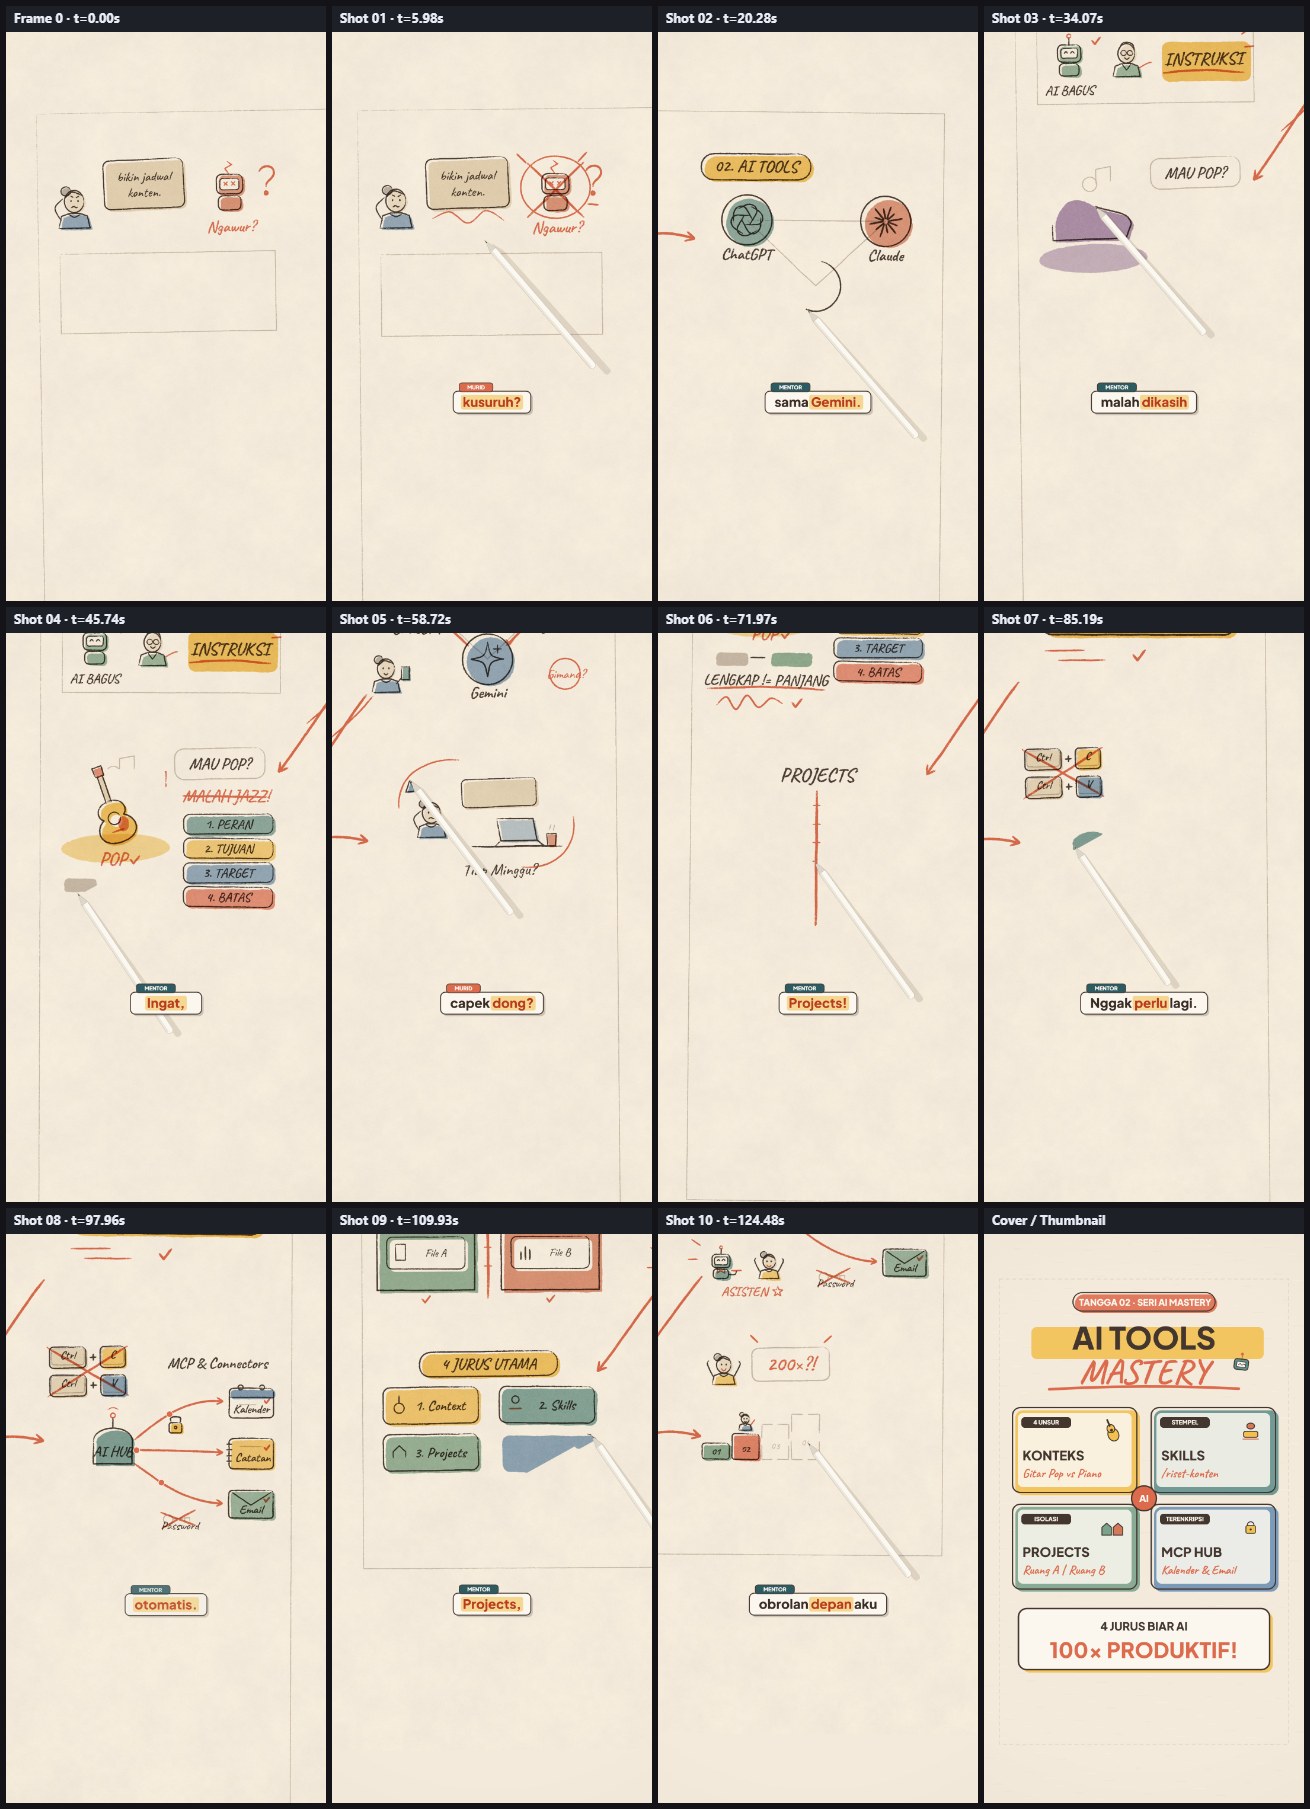 Frame 0 · t=0.00s
bikin jadwal
konten.
?
Ngawur?
Shot 01 · t=5.98s
bikin jadwal
konten.
?
Ngawur?
MURID
kusuruh?
Shot 02 · t=20.28s
02. AI TOOLS
ChatGPT
Claude
MENTOR
sama Gemini.
Shot 03 · t=34.07s
INSTRUKSI
AI BAGUS
MAU POP?
MENTOR
malah dikasih
Shot 04 · t=45.74s
INSTRUKSI
AI BAGUS
MAU POP?
!
MALAH JAZZ!
1. PERAN
2. TUJUAN
3. TARGET
4. BATAS
POP
MENTOR
Ingat,
Shot 05 · t=58.72s
Gemini
Gimana?
Minggu?
MURID
capek dong?
Shot 06 · t=71.97s
POP
3. TARGET
4. BATAS
LENGKAP != PANJANG
PROJECTS
MENTOR
Projects!
Shot 07 · t=85.19s
Ctrl + C
Ctrl + V
MENTOR
Nggak perlu lagi.
Shot 08 · t=97.96s
Ctrl + C
Ctrl + V
MCP & Connectors
Kalender
AI HUB
Catatan
Email
Password
MENTOR
otomatis.
Shot 09 · t=109.93s
File A
File B
4 JURUS UTAMA
1. Context
2. Skills
3. Projects
MENTOR
Projects,
Shot 10 · t=124.48s
Email
Password
ASISTEN
200x?!
01
02
03
MENTOR
obrolan depan aku
Cover / Thumbnail
TANGGA 02 · SERI AI MASTERY
AI TOOLS
MASTERY
4 UNSUR
KONTEKS
Gitar Pop vs Piano
STEMPEL
SKILLS
/riset-konten
AI
ISOLASI
PROJECTS
Ruang A | Ruang B
TERENKRIPSI
MCP HUB
Kalender & Email
4 JURUS BIAR AI
100x PRODUKTIF!